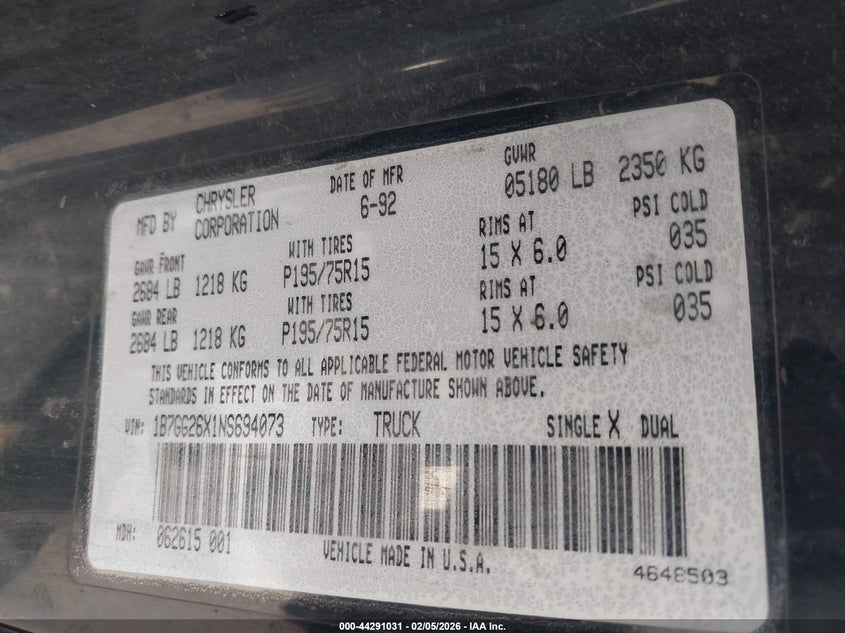 MFD BY CHRYSLER CORPORATION DATE OF MFR 6-92 GVWR 05180 LB 2350 KG
GAWR FRONT WITH TIRES RIMS AT PSI COLD
2684 LB 1218 KG P195/75R15 15 X 6.0 035
GAWR REAR WITH TIRES RIMS AT PSI COLD
2684 LB 1218 KG P195/75R15 15 X 6.0 035
THIS VEHICLE CONFORMS TO ALL APPLICABLE FEDERAL MOTOR VEHICLE SAFETY
STANDARDS IN EFFECT ON THE DATE OF MANUFACTURE SHOWN ABOVE.
VIN: 1B7GG26X1NS694073 TYPE: TRUCK SINGLE X DUAL
MDH: 062615 001
VEHICLE MADE IN U.S.A.
4648503
000-44291031 - 02/05/2026 - IAA Inc.